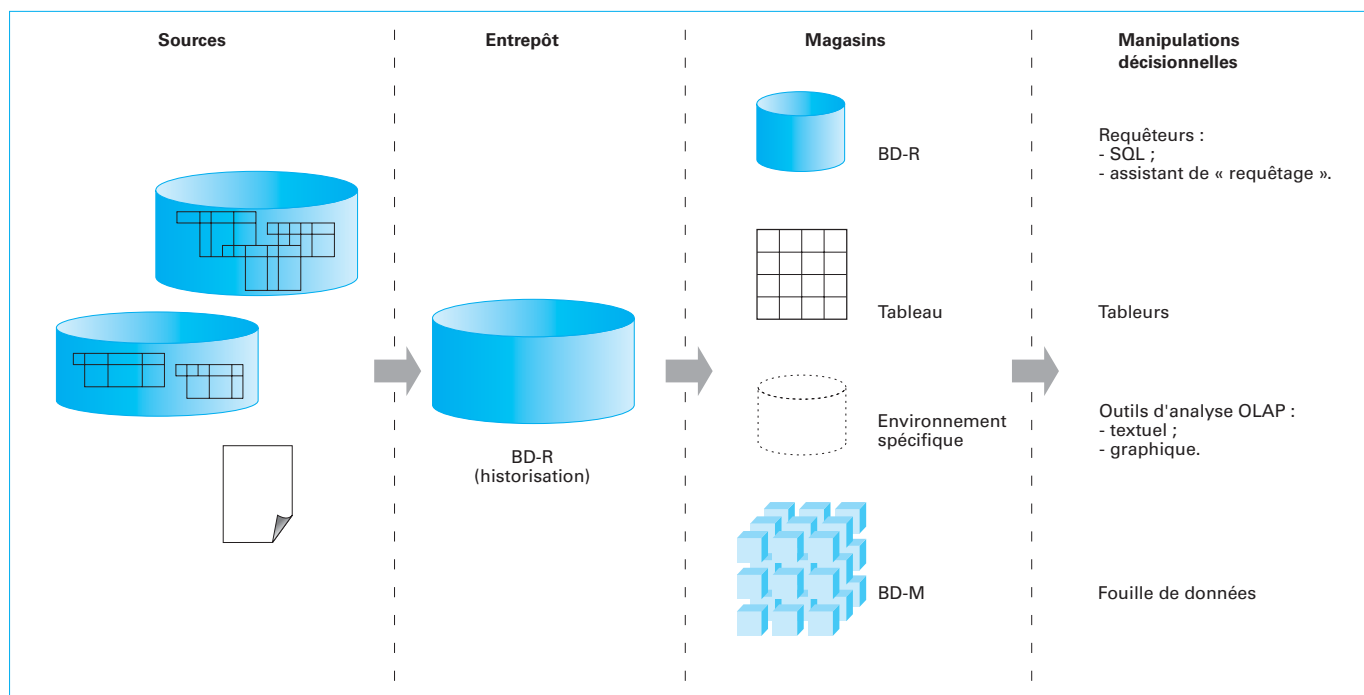 Sources
Entrepôt
Magasins
Manipulations
décisionnelles
BD-R
(historisation)
BD-R
Tableau
Environnement
spécifique
BD-M
Requêteurs :
- SQL ;
- assistant de « requêtage ».
Tableurs
Outils d'analyse OLAP :
- textuel ;
- graphique.
Fouille de données